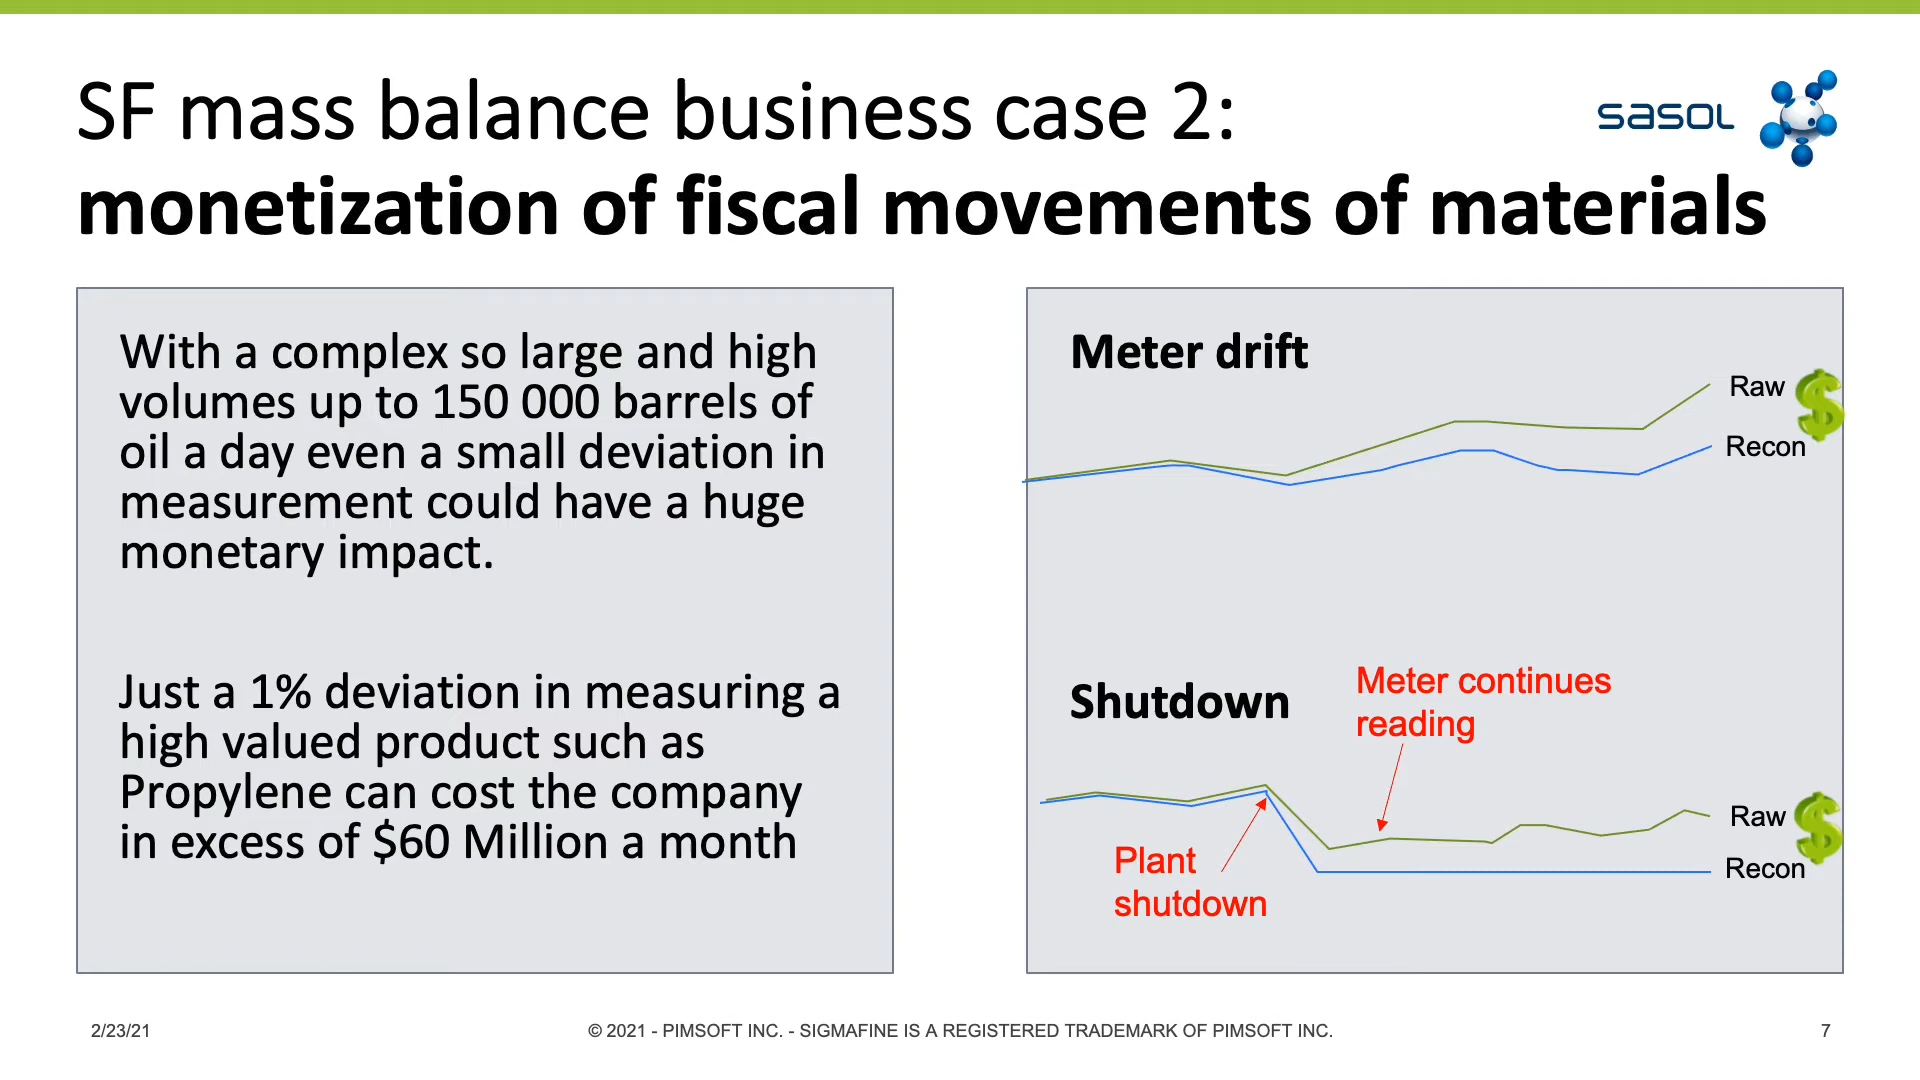 SF mass balance business case 2:
monetization of fiscal movements of materials
sasol
With a complex so large and high
volumes up to 150 000 barrels of
oil a day even a small deviation in
measurement could have a huge
monetary impact.
Just a 1% deviation in measuring a
high valued product such as
Propylene can cost the company
in excess of $60 Million a month
Meter drift
Raw
$
Recon
Shutdown
Meter continues
reading
Plant
shutdown
Raw
$
Recon
2/23/21
© 2021 - PIMSOFT INC. - SIGMAFINE IS A REGISTERED TRADEMARK OF PIMSOFT INC.
7